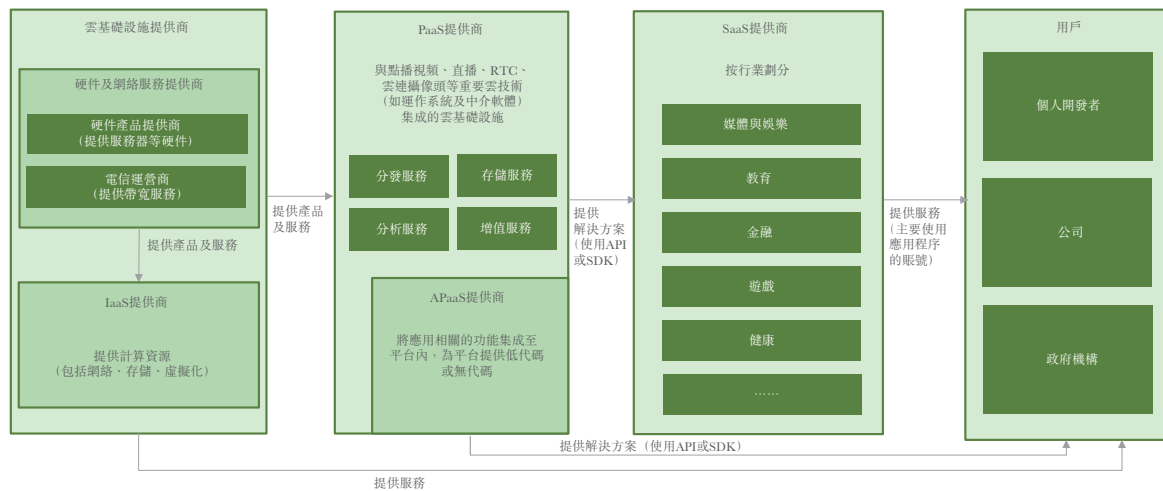 雲基礎設施提供商
硬件及網絡服務提供商
硬件產品提供商
(提供服務器等硬件)
電信運營商
(提供帶寬服務)
提供產品及服務
IaaS提供商
提供計算資源
(包括網絡、存儲、虛擬化)
提供產品
及服務
PaaS提供商
與點播視頻、直播、RTC、
雲連攝像頭等重要雲技術
(如運作系統及中介軟體)
集成的雲基礎設施
分發服務
存儲服務
分析服務
增值服務
APaaS提供商
將應用相關的功能集成至
平台內，為平台提供低代碼
或無代碼
提供
解決方案
(使用API
或SDK)
SaaS提供商
按行業劃分
媒體與娛樂
教育
金融
遊戲
健康
……
提供服務
(主要使用
應用程序
的賬號)
用戶
個人開發者
公司
政府機構
提供解決方案（使用API或SDK）
提供服務